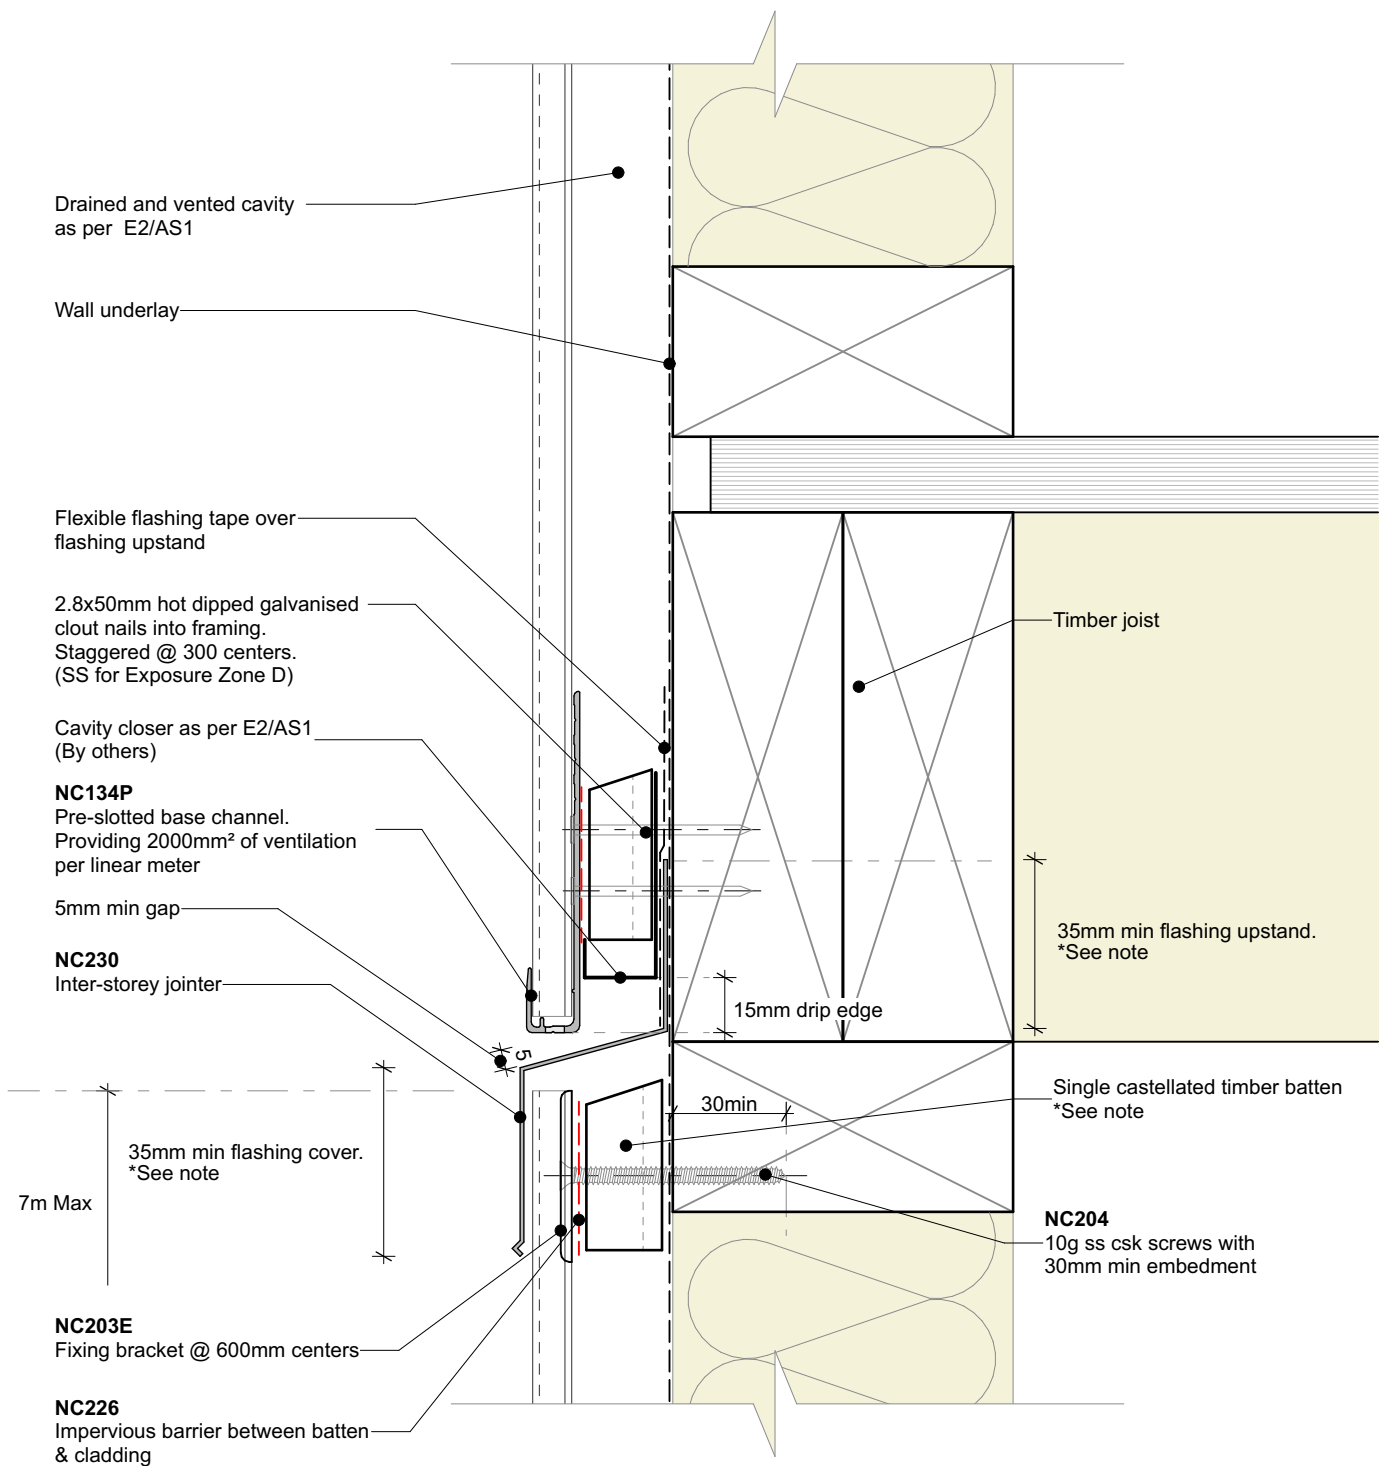 Drained and vented cavity
as per E2/AS1
Wall underlay
Flexible flashing tape over
flashing upstand
2.8x50mm hot dipped galvanised
clout nails into framing.
Staggered @ 300 centers.
(SS for Exposure Zone D)
Cavity closer as per E2/AS1
(By others)
NC134P
Pre-slotted base channel.
Providing 2000mm² of ventilation
per linear meter
5mm min gap
NC230
Inter-storey jointer
5
35mm min flashing cover.
*See note
7m Max
NC203E
Fixing bracket @ 600mm centers
NC226
Impervious barrier between batten
& cladding
Timber joist
35mm min flashing upstand.
*See note
15mm drip edge
30min
Single castellated timber batten
*See note
NC204
10g ss csk screws with
30mm min embedment